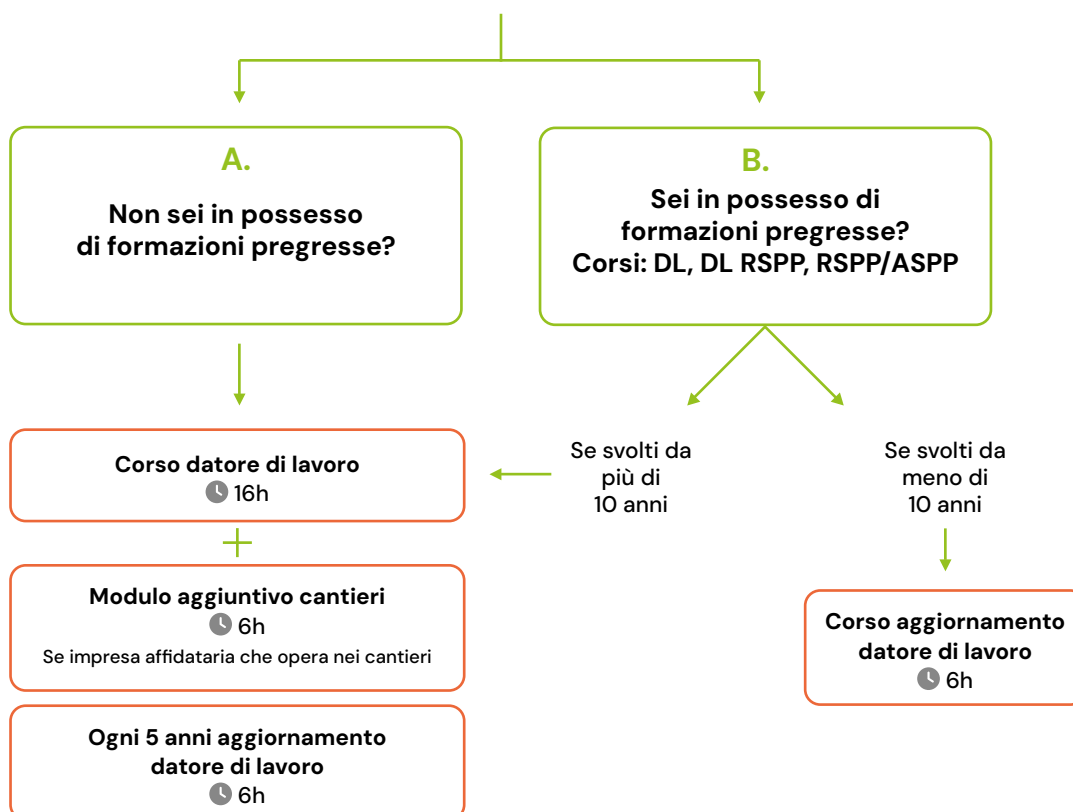 A.
Non sei in possesso
di formazioni pregresse?
B.
Sei in possesso di
formazioni pregresse?
Corsi: DL, DL RSPP, RSPP/ASPP
Se svolti da
più di
10 anni
Se svolti da
meno di
10 anni
Corso datore di lavoro
16h
Modulo aggiuntivo cantieri
6h
Se impresa affidataria che opera nei cantieri
Corso aggiornamento
datore di lavoro
6h
Ogni 5 anni aggiornamento
datore di lavoro
6h